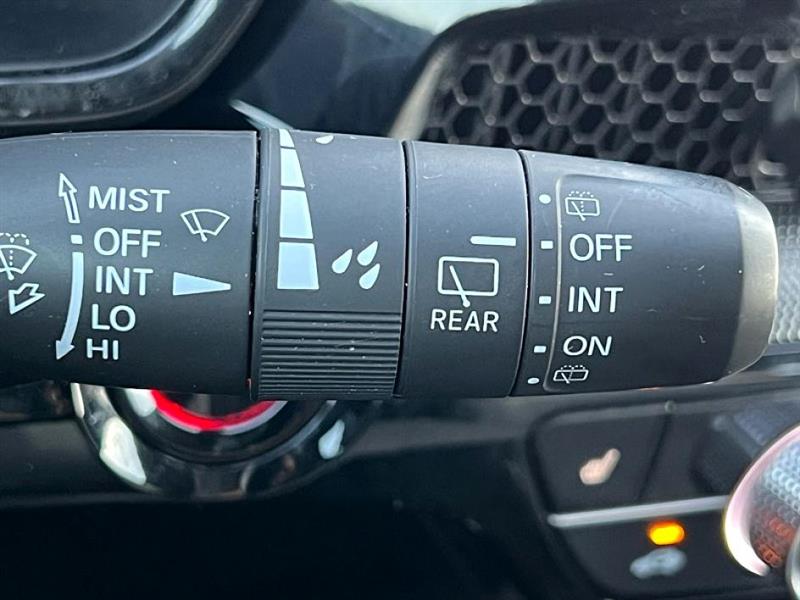 MIST
OFF
INT
LO
HI
REAR
OFF
INT
ON